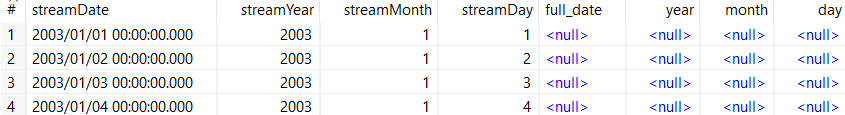 # streamDate streamYear streamMonth streamDay full_date year month day
1 2003/01/01 00:00:00.000 2003 1 1 <null> <null> <null> <null>
2 2003/01/02 00:00:00.000 2003 1 2 <null> <null> <null> <null>
3 2003/01/03 00:00:00.000 2003 1 3 <null> <null> <null> <null>
4 2003/01/04 00:00:00.000 2003 1 4 <null> <null> <null> <null>